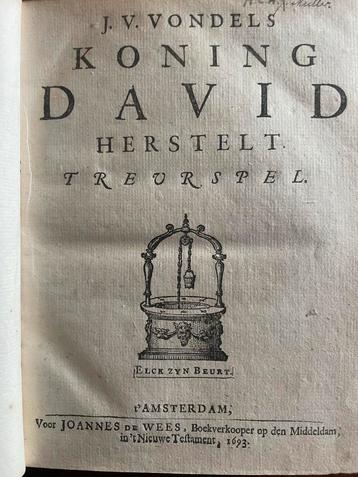 J. V. VONDELS
KONING
DAVID
HERSTELT.
TREURSPEL.
ELCK ZYN BEURT.
t'AMSTERDAM,
Voor JOANNES DE WEES, Boekverkooper op den Middeldam,
in 't Nieuwe Testament, 1693.